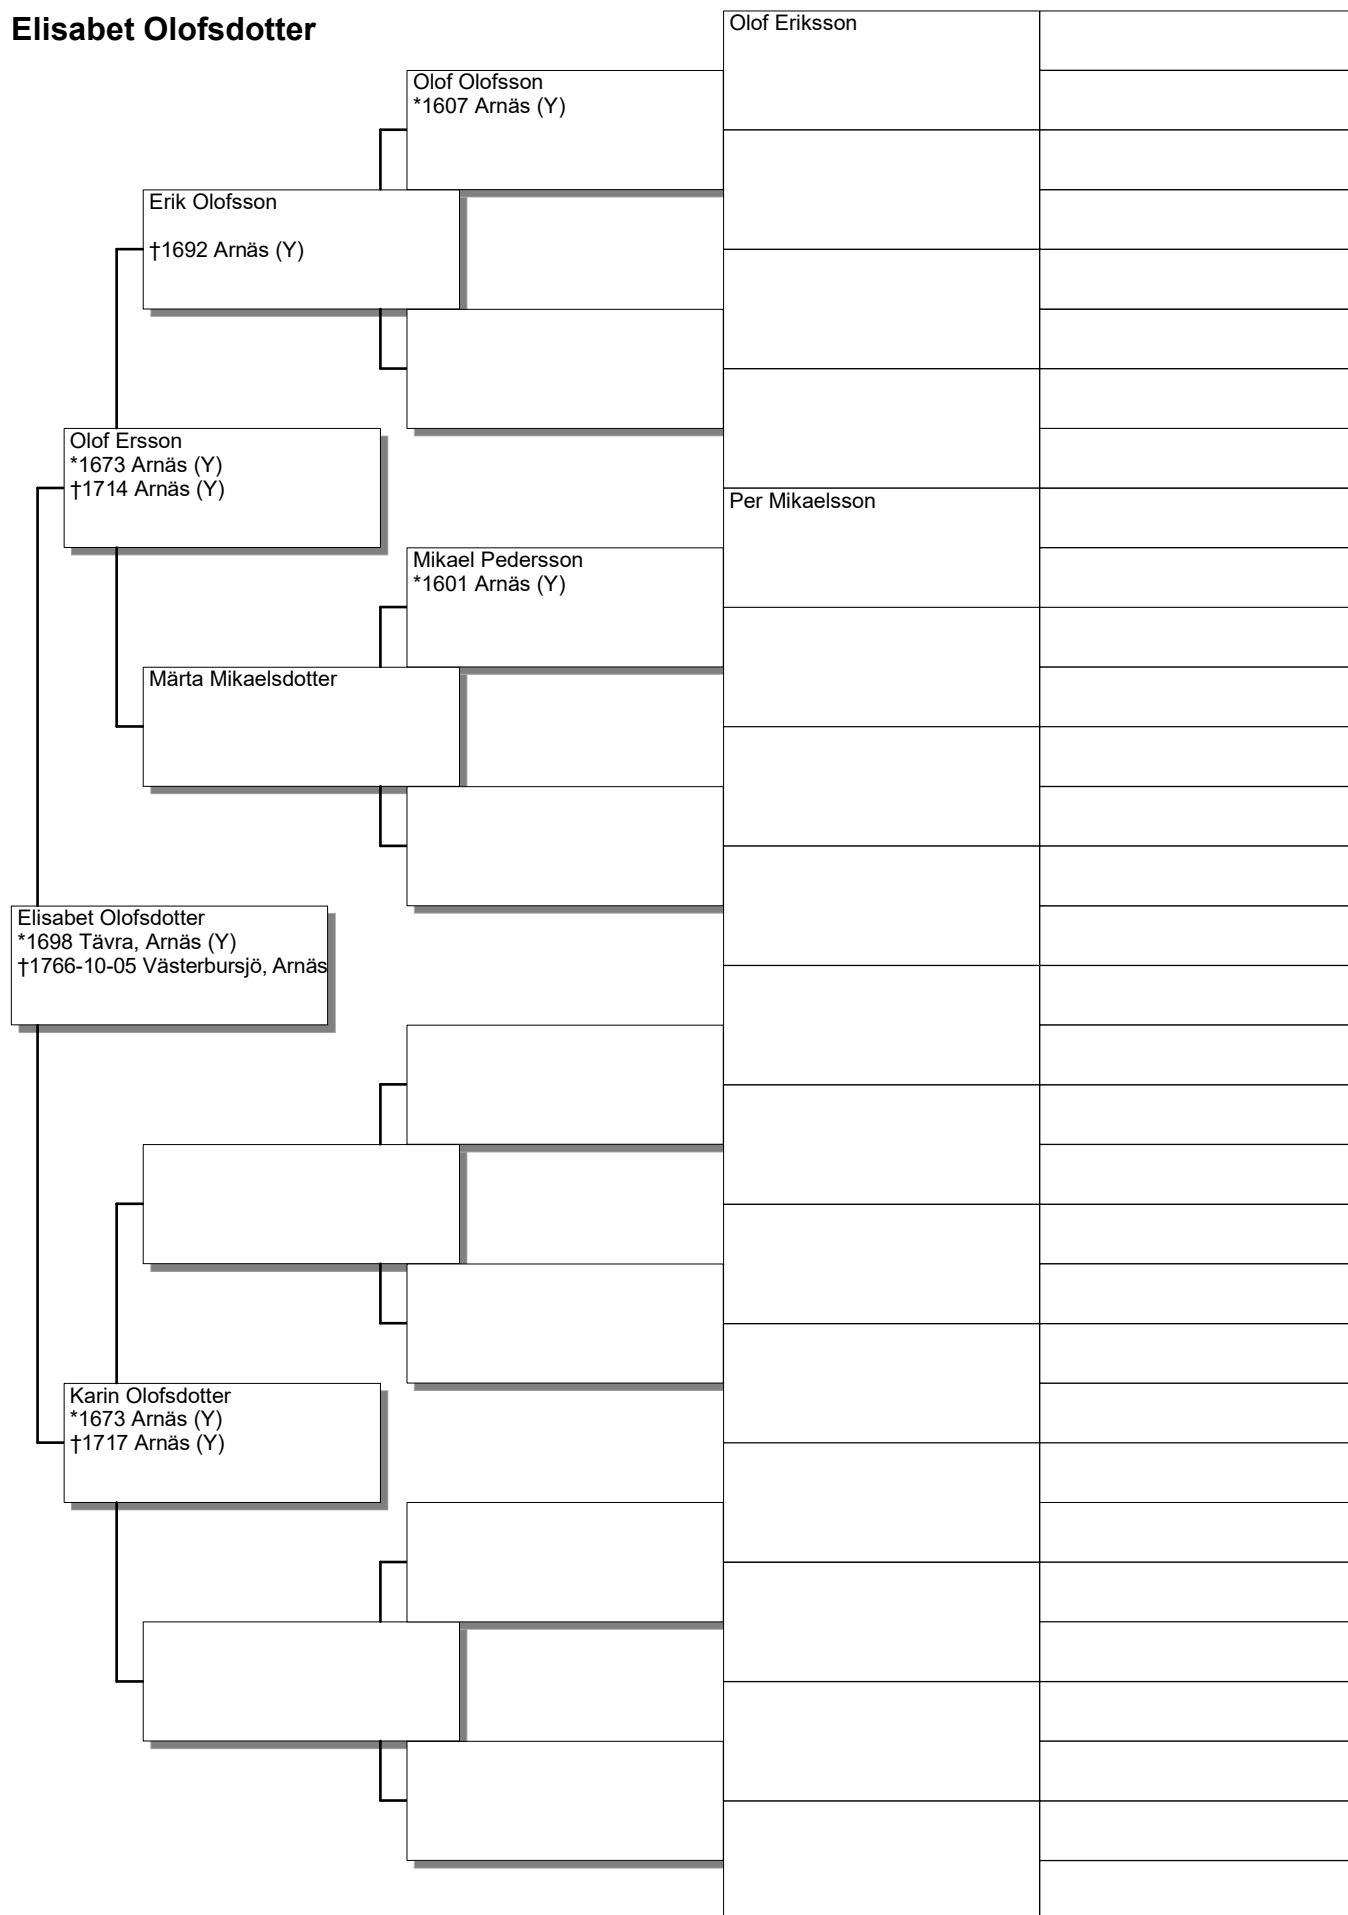 Elisabet Olofsdotter
Olof Eriksson
Olof Olofsson
*1607 Arnäs (Y)
Erik Olofsson
†1692 Arnäs (Y)
Olof Ersson
*1673 Arnäs (Y)
†1714 Arnäs (Y)
Per Mikaelsson
Mikael Pedersson
*1601 Arnäs (Y)
Märta Mikaelsdotter
Elisabet Olofsdotter
*1698 Tävra, Arnäs (Y)
†1766-10-05 Västerbursjö, Arnäs
Karin Olofsdotter
*1673 Arnäs (Y)
†1717 Arnäs (Y)